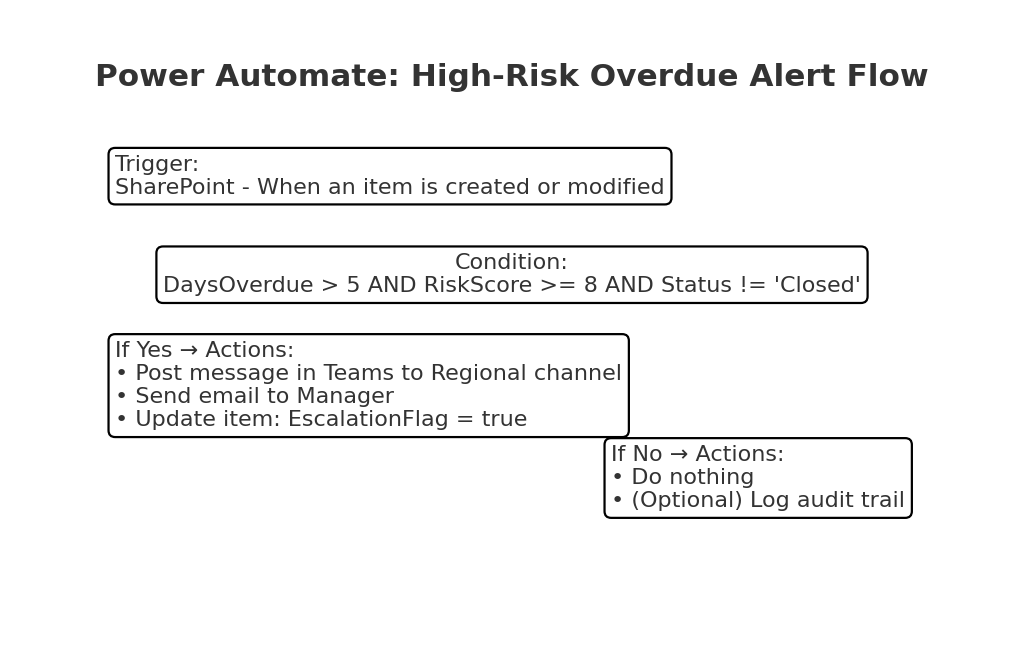 Power Automate: High-Risk Overdue Alert Flow
Trigger:
SharePoint - When an item is created or modified
Condition:
DaysOverdue > 5 AND RiskScore >= 8 AND Status != 'Closed'
If Yes → Actions:
• Post message in Teams to Regional channel
• Send email to Manager
• Update item: EscalationFlag = true
If No → Actions:
• Do nothing
• (Optional) Log audit trail